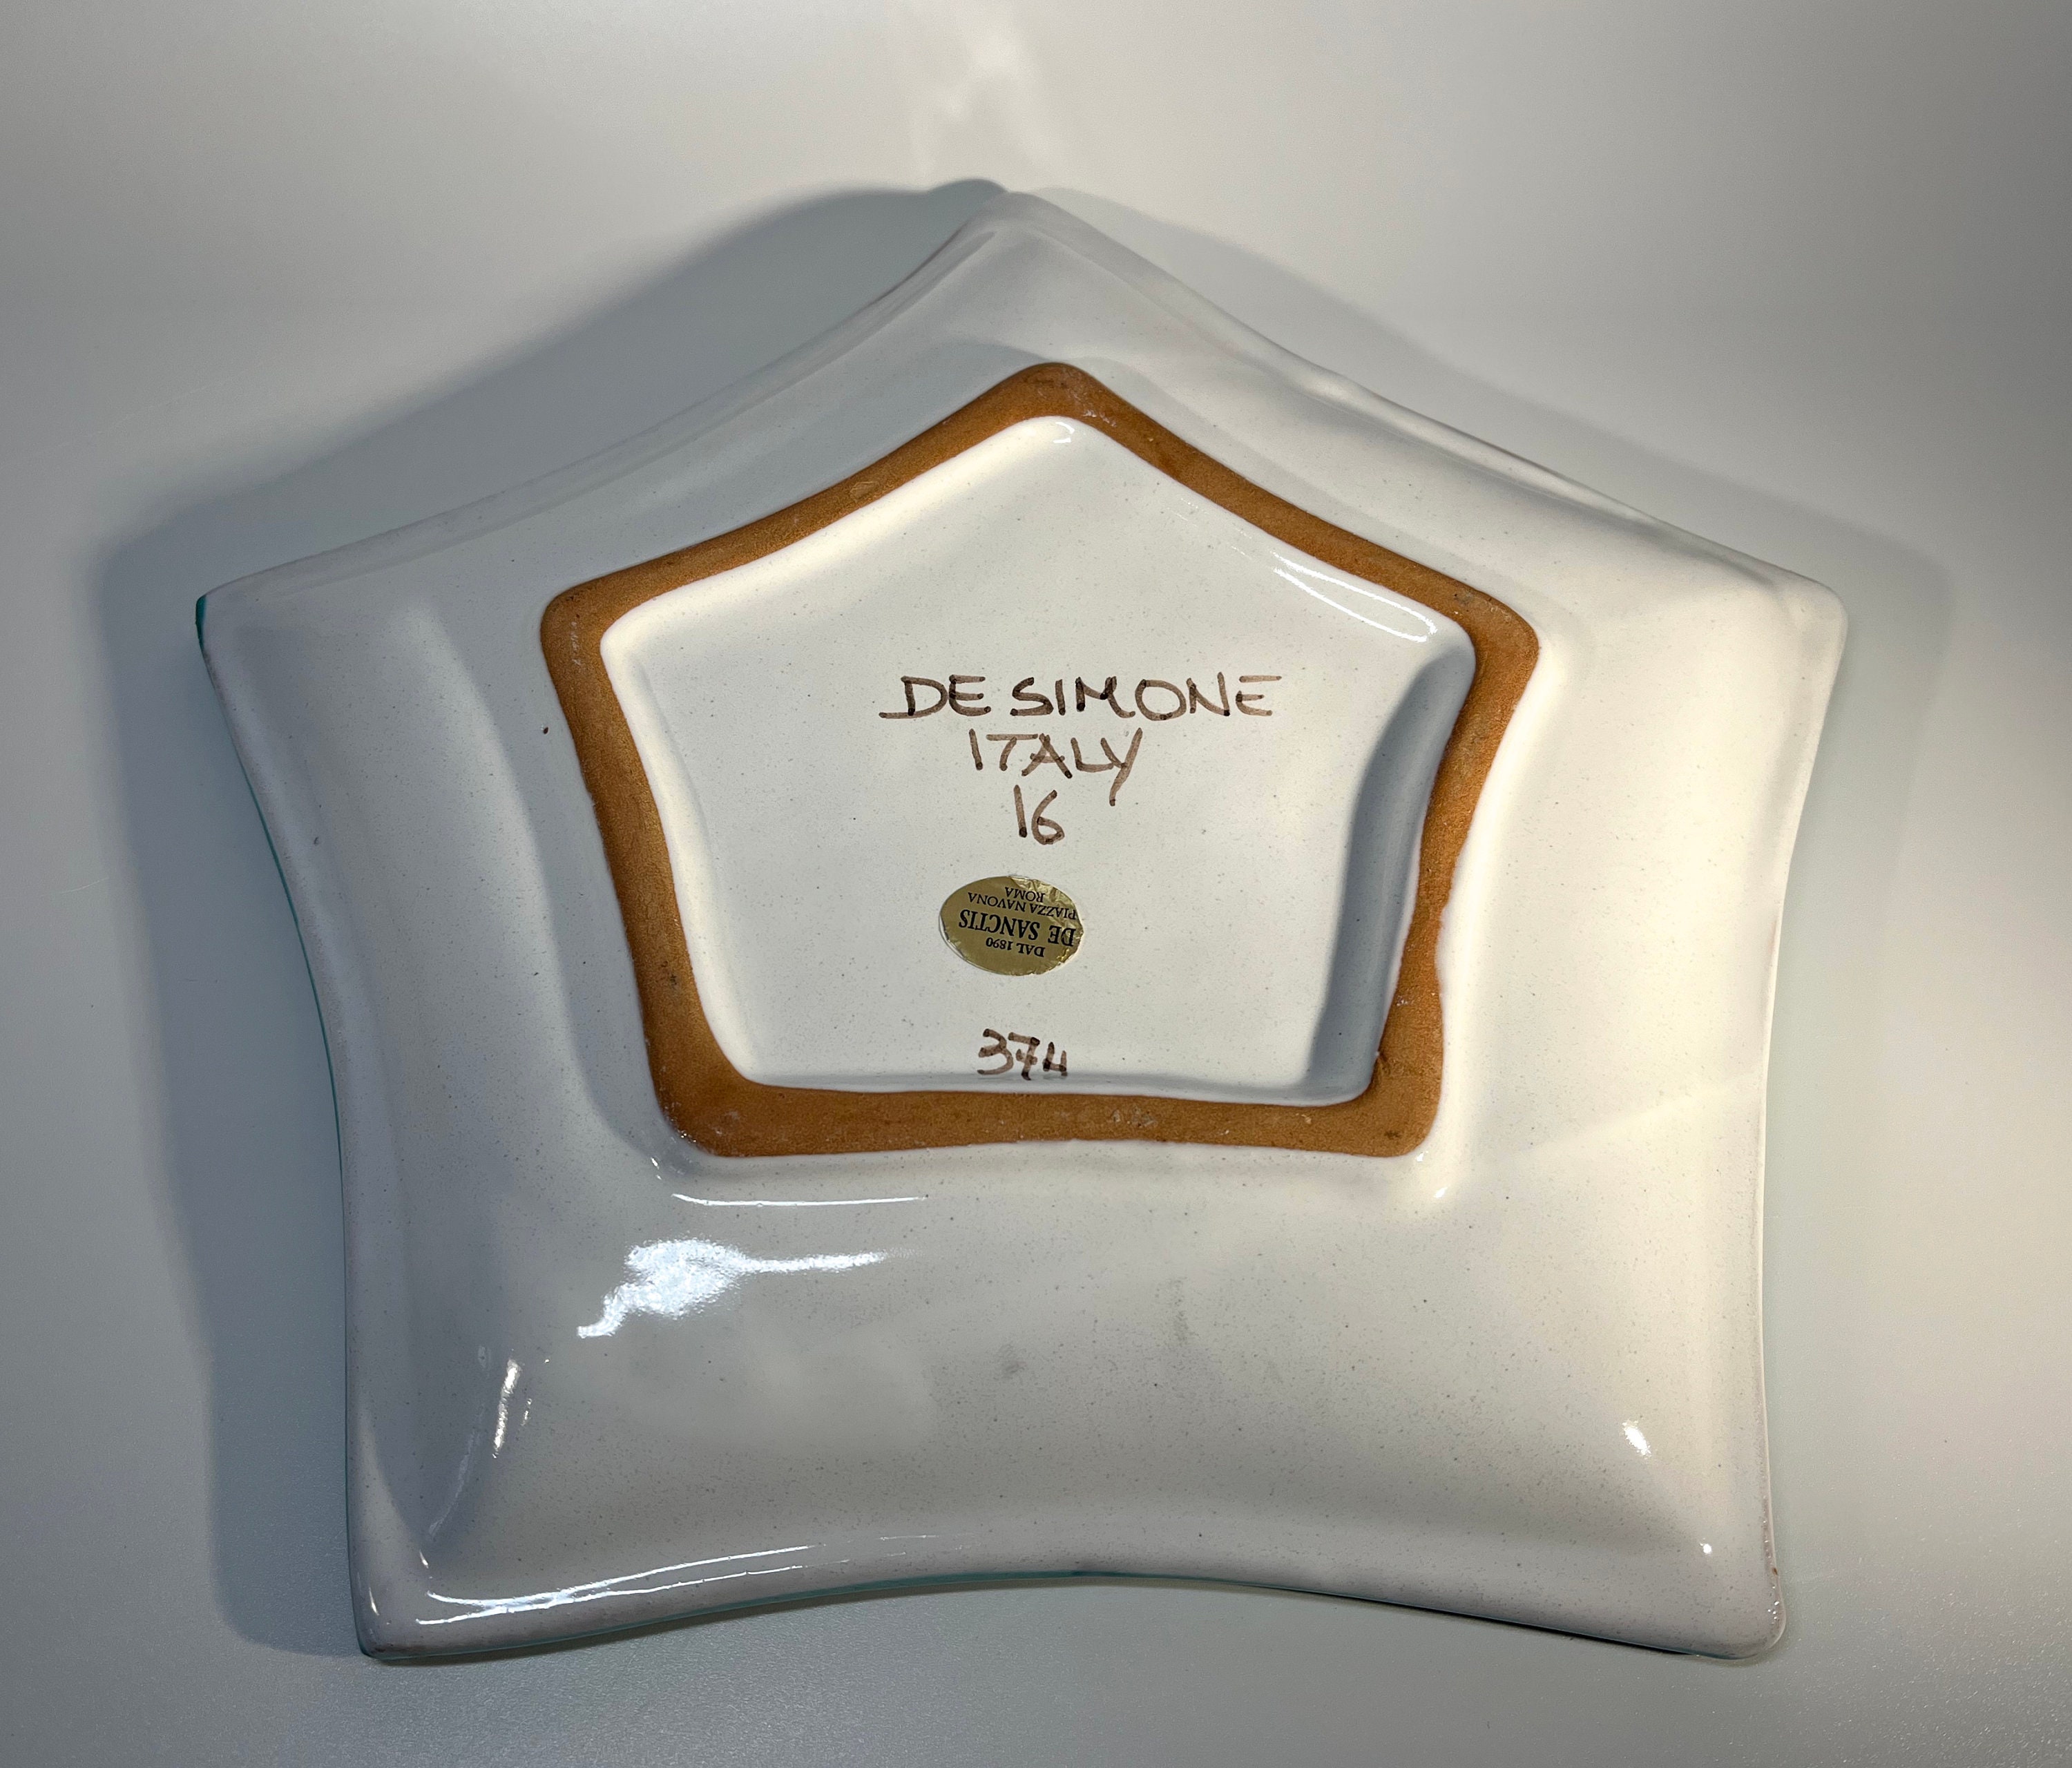 DE SIMONE
ITALY
16
DAL 1890
DE SANCTIS
PIAZZA NAVONA
ROMA
374